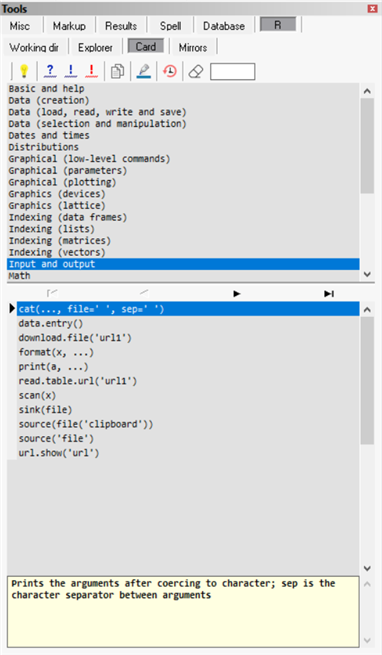 Tools
Misc Markup Results Spell Database R
Working dir Explorer Card Mirrors
? ! !
Basic and help
Data (creation)
Data (load, read, write and save)
Data (selection and manipulation)
Dates and times
Distributions
Graphical (low-level commands)
Graphical (parameters)
Graphical (plotting)
Graphics (devices)
Graphics (lattice)
Indexing (data frames)
Indexing (lists)
Indexing (matrices)
Indexing (vectors)
Input and output
Math
cat(..., file=' ', sep=' ')
data.entry()
download.file('url1')
format(x, ...)
print(a, ...)
read.table.url('url1')
scan(x)
sink(file)
source(file('clipboard'))
source('file')
url.show('url')
Prints the arguments after coercing to character; sep is the
character separator between arguments